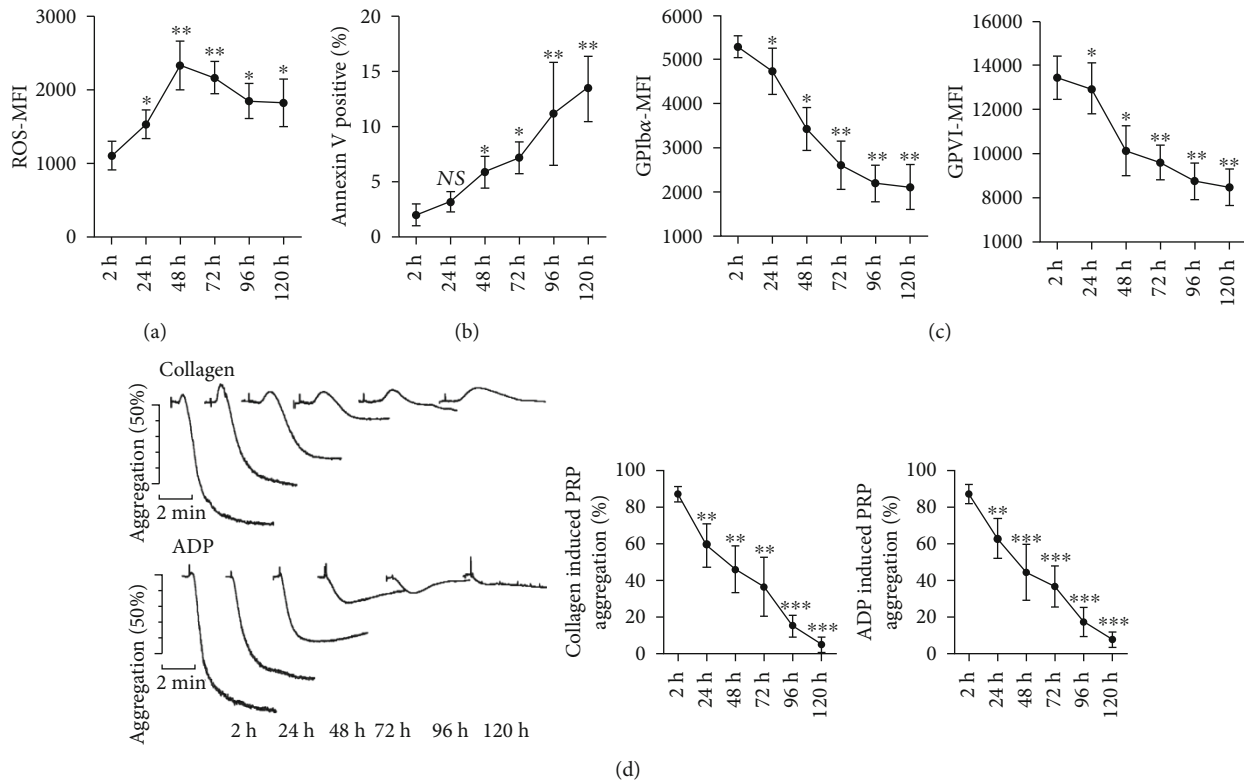 3000
2000
1000
0
ROS-MFI
* ** ** * *
2 h 24 h 48 h 72 h 96 h 120 h
(a)
20
15
10
5
0
Annexin V positive (%)
NS * * ** **
2 h 24 h 48 h 72 h 96 h 120 h
(b)
6000
5000
4000
3000
2000
1000
GPIbα-MFI
* * ** ** **
2 h 24 h 48 h 72 h 96 h 120 h
16000
14000
12000
10000
8000
1000
GPVI-MFI
* * ** ** **
2 h 24 h 48 h 72 h 96 h 120 h
(c)
Collagen
Aggregation (50%)
2 min
ADP
Aggregation (50%)
2 min
2 h 24 h 48 h 72 h 96 h 120 h
100
80
60
40
20
0
Collagen induced PRP
aggregation (%)
** ** ** *** ***
2 h 24 h 48 h 72 h 96 h 120 h
100
80
60
40
20
0
ADP induced PRP
aggregation (%)
** *** *** *** ***
2 h 24 h 48 h 72 h 96 h 120 h
(d)